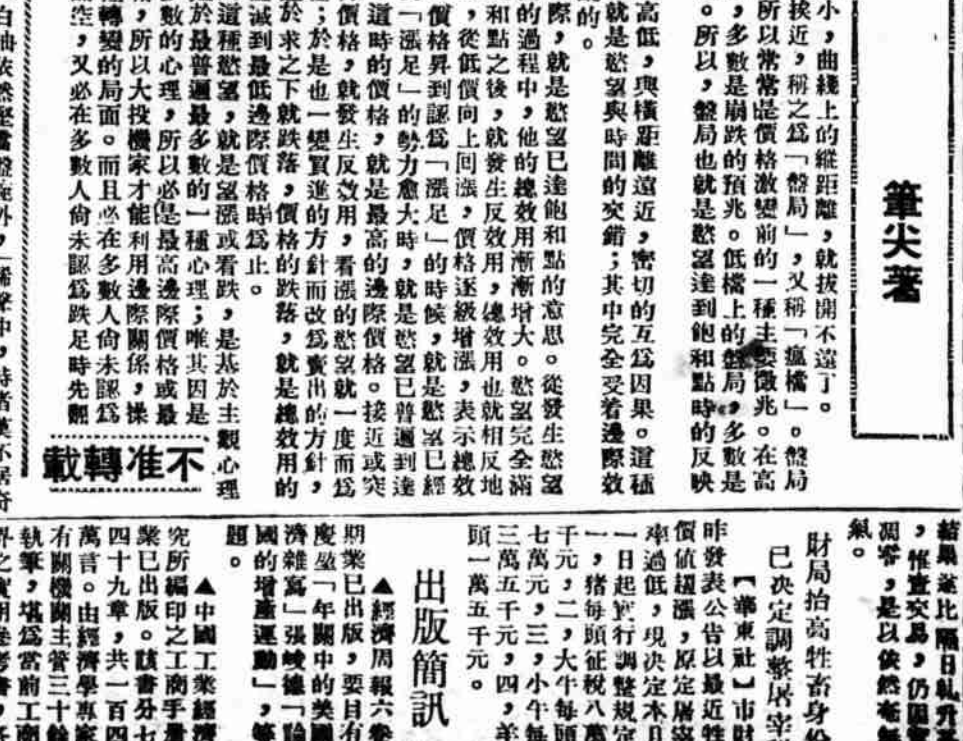 筆尖著
小，曲綫上的縱距離，就拔開不遠了。
挨近，稱之爲「盤局」，又稱「瘋檔」。盤局
所以常常是價格激變前的一種主要徵兆。在高
，多數是崩跌的預兆。低檔上的盤局，多數是
。所以，盤局也就是慾望達到飽和點時的反映
高低，與橫距離遠近，密切的互爲因果。這種
就是慾望與時間的交錯；其中完全受着邊際效
的。
際，就是慾望已達飽和點的意思。從發生慾望
的過程中，他的總效用漸漸增大。慾望完全滿
和點之後，就發生反效用，總效用也就相反地
，從低價向上回漲，價格逐級增漲，表示總效
價格昇到認爲「漲足」的時候，就是慾望已經
「漲足」的勢力愈大時，就是慾望已普遍到達
這時的價格，就是最高的邊際價格。接近或突
價格，就發生反效用，看漲的慾望就一度而爲
；於是也一變買進的方針而改爲賣出的方針，
於求之下就跌落，價格的跌落，就是總效用的
減到最低邊際價格時爲止。
這種慾望，就是望漲或看跌，是基於主觀心理
於最普遍最多數的一種心理；唯其因是
數的心理，所以必是最高邊際價格或最
，所以大投機家才能利用邊際關係，操
轉變的局面。而且必在多數人尙未認爲
空，又必在多數人尙未認爲跌足時先翻
不准轉載
結果
，惟查交易，仍因
凋零，是以依然毫無
氣。
財局抬高牲畜身份
已决定調整屠宰
【華東社】市財
昨發表公告以最近牲
價値超漲，原定屠宰
率過低，現決定本月
一日起實行調整規定
一，猪每頭征稅八萬
千元，二，大牛每頭
七萬元，三，小牛每
三萬五千元，四，羊
頭一萬五千元。
出版簡訊
▲經濟周報六卷
期業已出版，要目有
慶盈「年關中的美國
濟雜寫」張峻德「論
國的增產運動」，等
題。
▲中國工業經濟
究所編印之工商手册
業已出版。該書分七
四十九章，共一百四
萬言。由經濟學專家
有關機關主管三十餘
執筆，堪爲當前工商
界之實用參考書，